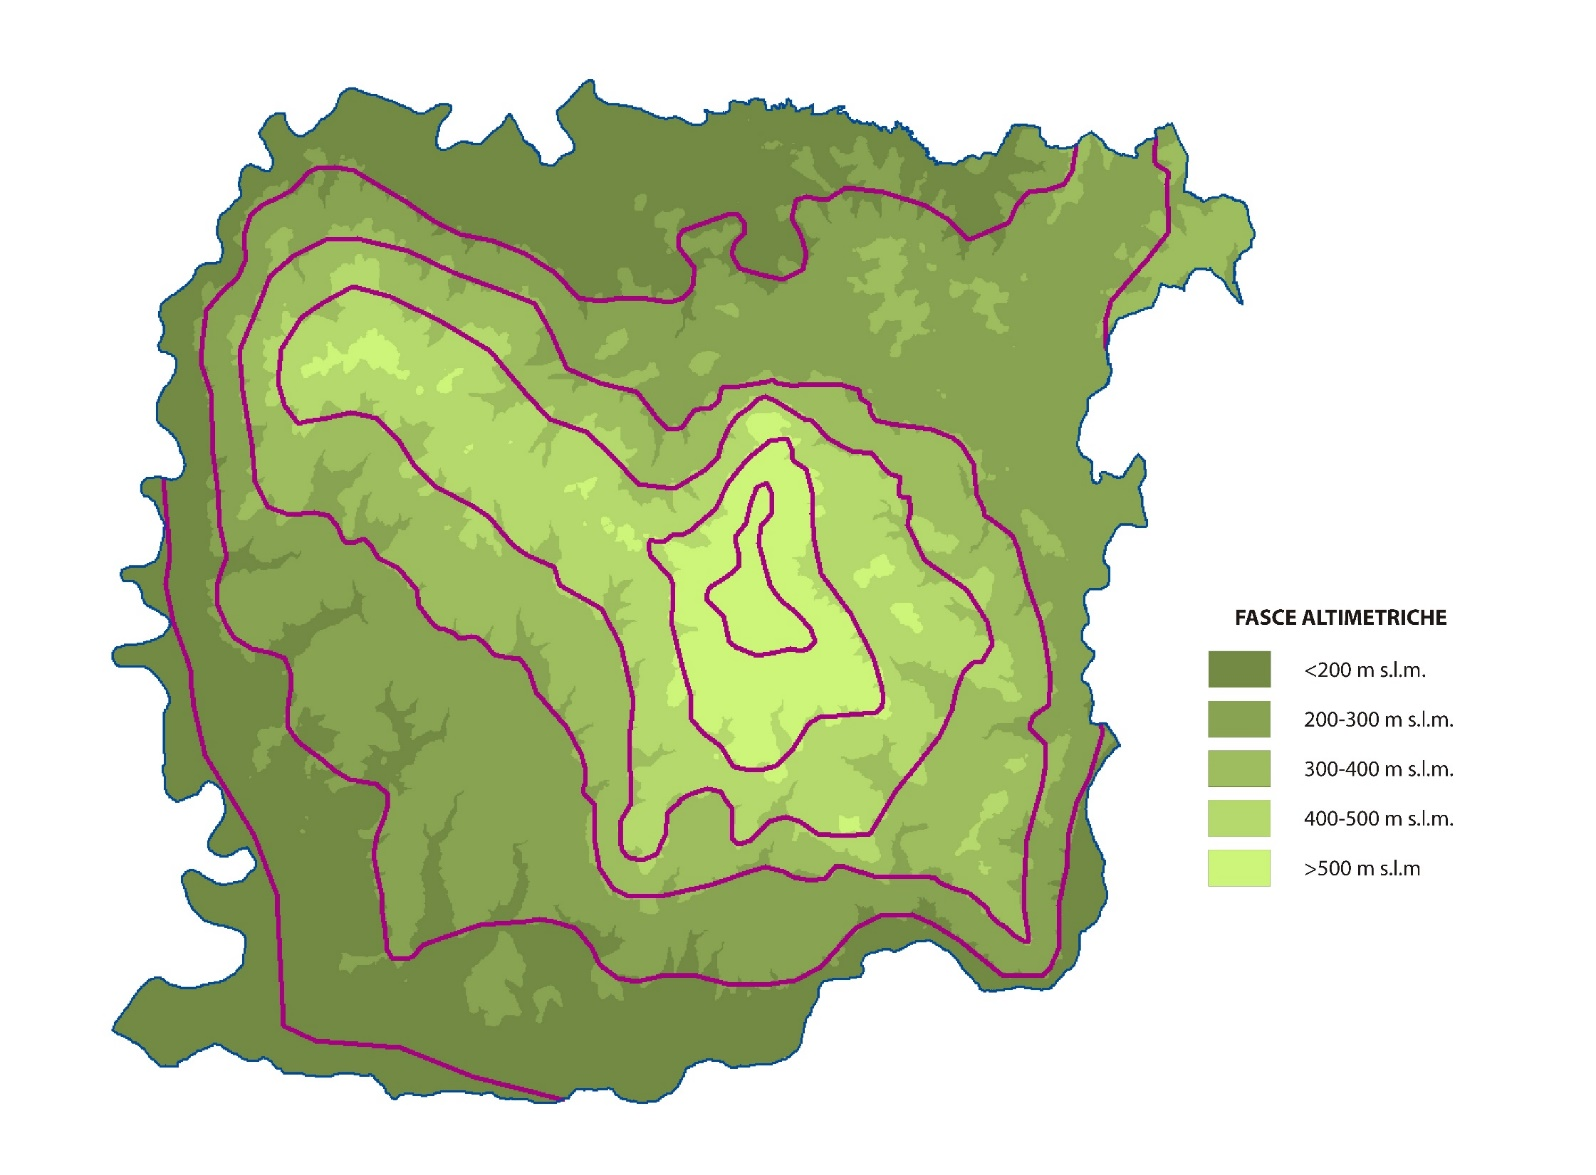 FASCE ALTIMETRICHE
<200 m s.l.m.
200-300 m s.l.m.
300-400 m s.l.m.
400-500 m s.l.m.
>500 m s.l.m